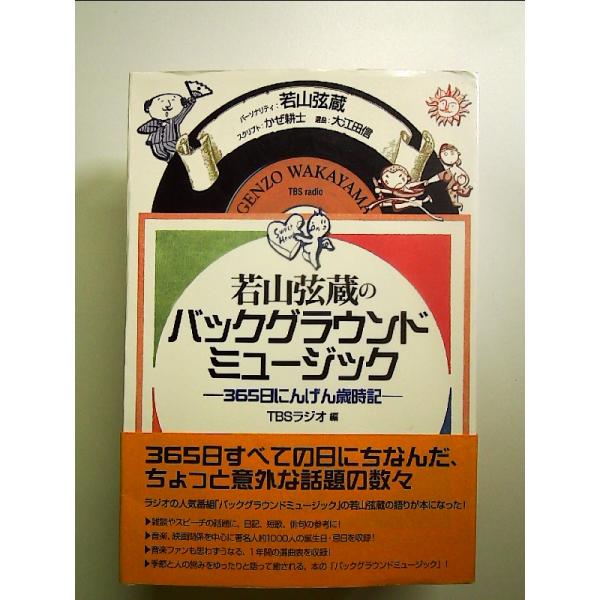 パーソナリティ：若山弦蔵
スクリプト：かぜ耕士　選曲：大江田信
GENZO WAKAYAMA
TBS radio
若山弦蔵の
バックグラウンド
ミュージック
―365日にんげん歳時記―
TBSラジオ 編
365日すべての日にちなんだ、
ちょっと意外な話題の数々
ラジオの人気番組「バックグラウンドミュージック」の若山弦蔵の語りが本になった！
▶雑談やスピーチの話題に、日記、短歌、俳句の参考に！
▶音楽、映画関係を中心に著名人約1000人の誕生日・忌日を収録！
▶音楽ファンも思わずうなる、1年間の選曲表を収録！
▶季節と人の営みをゆったりと語って癒される、本の「バックグラウンドミュージック」！